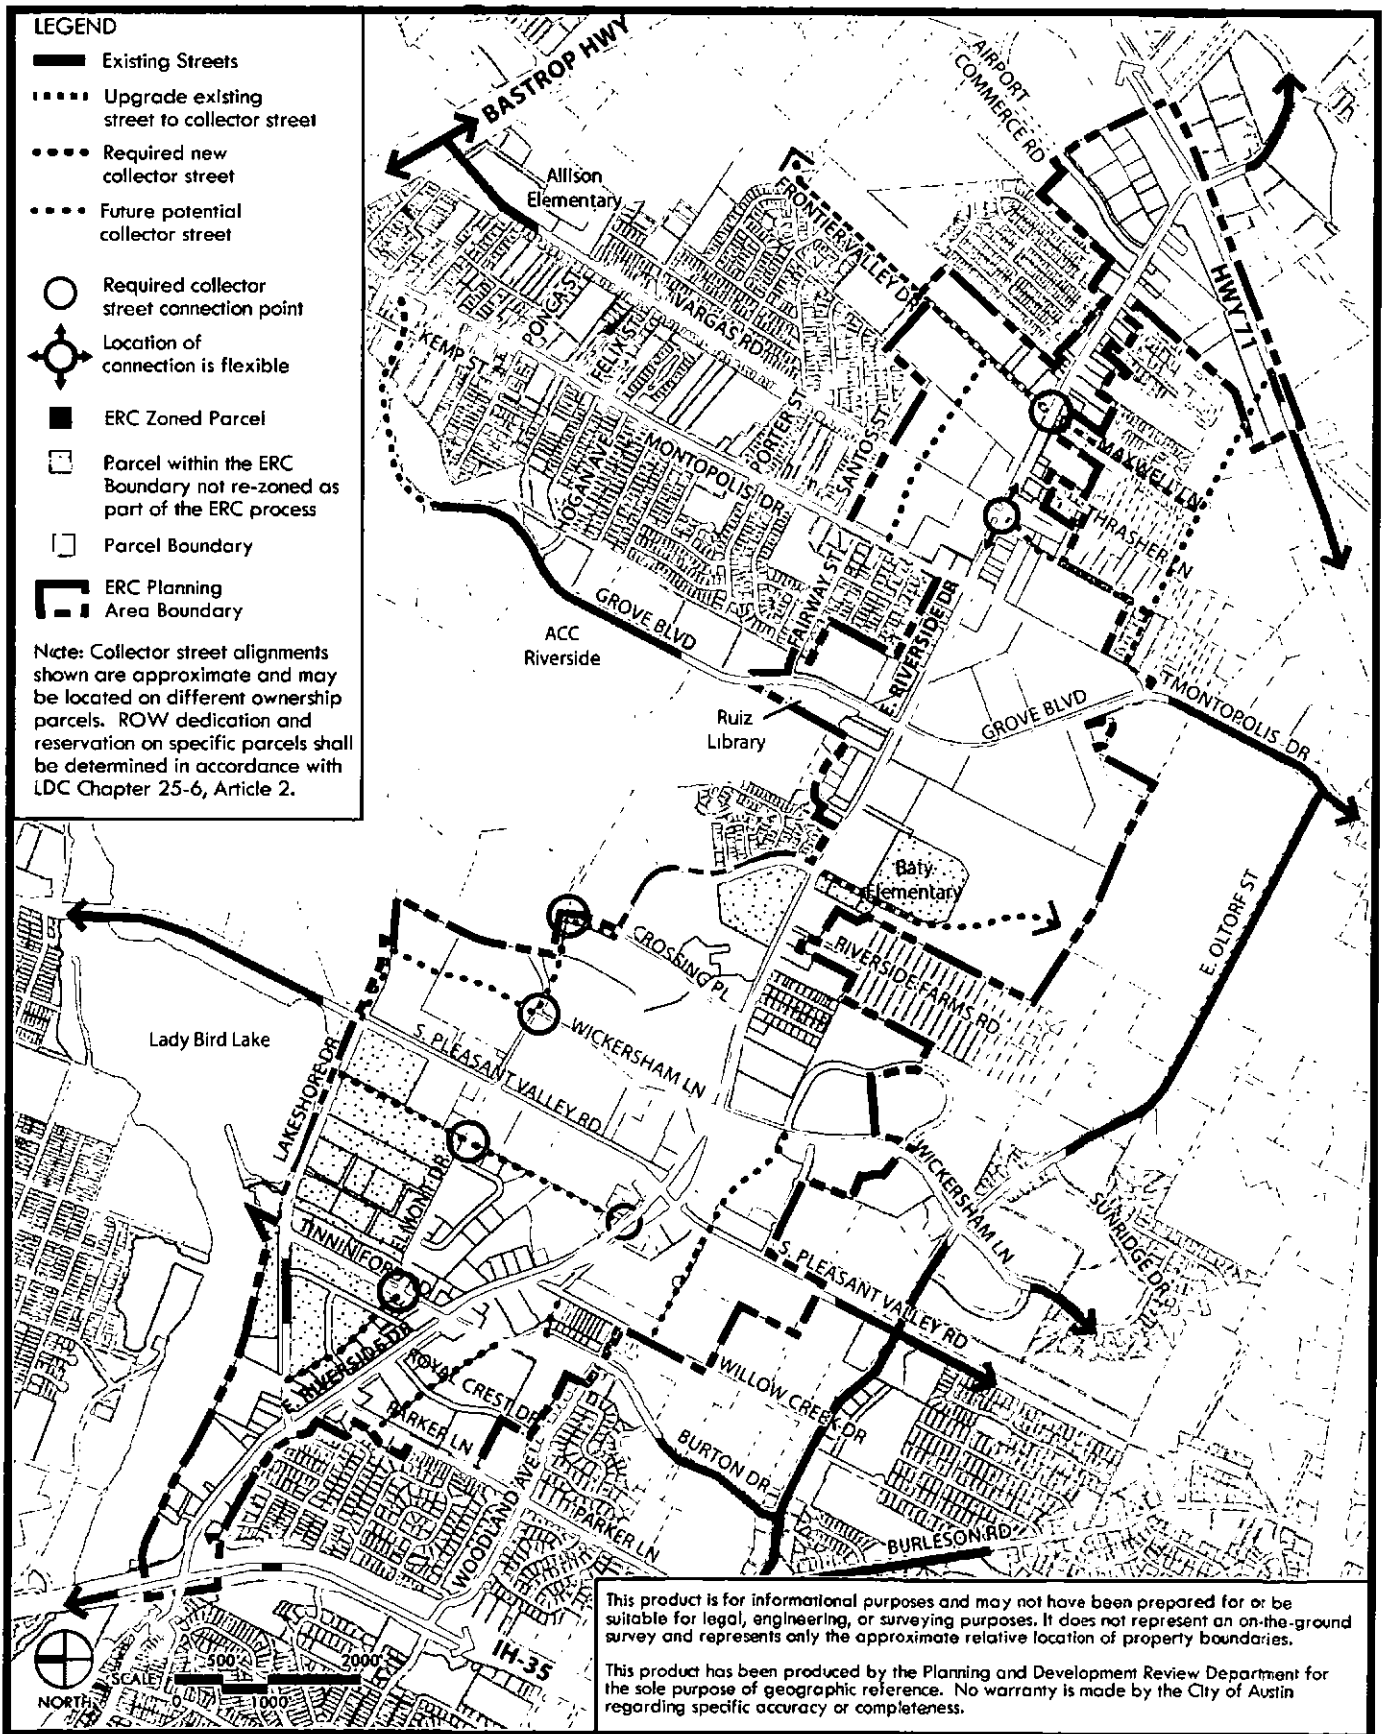 LEGEND
Existing Streets
Upgrade existing
street to collector street
Required new
collector street
Future potential
collector street
Required collector
street connection point
Location of
connection is flexible
ERC Zoned Parcel
Parcel within the ERC
Boundary not re-zoned as
part of the ERC process
Parcel Boundary
ERC Planning
Area Boundary
Note: Collector street alignments
shown are approximate and may
be located on different ownership
parcels. ROW dedication and
reservation on specific parcels shall
be determined in accordance with
LDC Chapter 25-6, Article 2.
BASTROP HWY
AIRPORT
COMMERCE RD
Allison
Elementary
FRONTIER VALLEY DR
HWY 71
PONCA ST
VARGAS RD
KEMP ST
FELIX ST
PORTER ST
SANTOS ST
HOGAN AVE
MONTOPOLIS DR
MAXWELL LN
THRASHER LN
GROVE BLVD
FAIRWAY ST
E. RIVERSIDE DR
ACC
Riverside
Ruiz
Library
GROVE BLVD
MONTOPOLIS DR
Baty
Elementary
E. OLTORF ST
CROSSING PL
RIVERSIDE FARMS RD
Lady Bird Lake
WICKERSHAM LN
S. PLEASANT VALLEY RD
LAKESHORE DR
ELMONT DR
WICKERSHAM LN
SUNRIDGE DR
TINNIN FORD RD
S. PLEASANT VALLEY RD
E. RIVERSIDE DR
ROYAL CREST DR
WILLOW CREEK DR
PARKER LN
BURTON DR
WOODLAND AVE
PARKER LN
BURLESON RD
IH-35
NORTH
SCALE
500
2000
0
1000
This product is for informational purposes and may not have been prepared for or be
suitable for legal, engineering, or surveying purposes. It does not represent an on-the-ground
survey and represents only the approximate relative location of property boundaries.
This product has been produced by the Planning and Development Review Department for
the sole purpose of geographic reference. No warranty is made by the City of Austin
regarding specific accuracy or completeness.